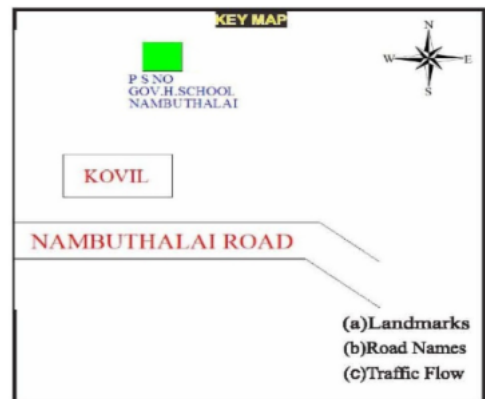 KEY MAP
N
W E
S
P S NO
GOV.H.SCHOOL
NAMBUTHALAI
KOVIL
NAMBUTHALAI ROAD
(a)Landmarks
(b)Road Names
(c)Traffic Flow